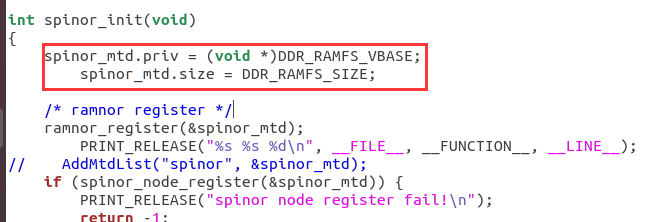 int spinor_init(void)
{
spinor_mtd.priv = (void *)DDR_RAMFS_VBASE;
spinor_mtd.size = DDR_RAMFS_SIZE;
/* ramnor register */
ramnor_register(&spinor_mtd);
PRINT_RELEASE("%s %s %d\n", __FILE__, __FUNCTION__, __LINE__);
// AddMtdList("spinor", &spinor_mtd);
if (spinor_node_register(&spinor_mtd)) {
PRINT_RELEASE("spinor node register fail!\n");
return -1;